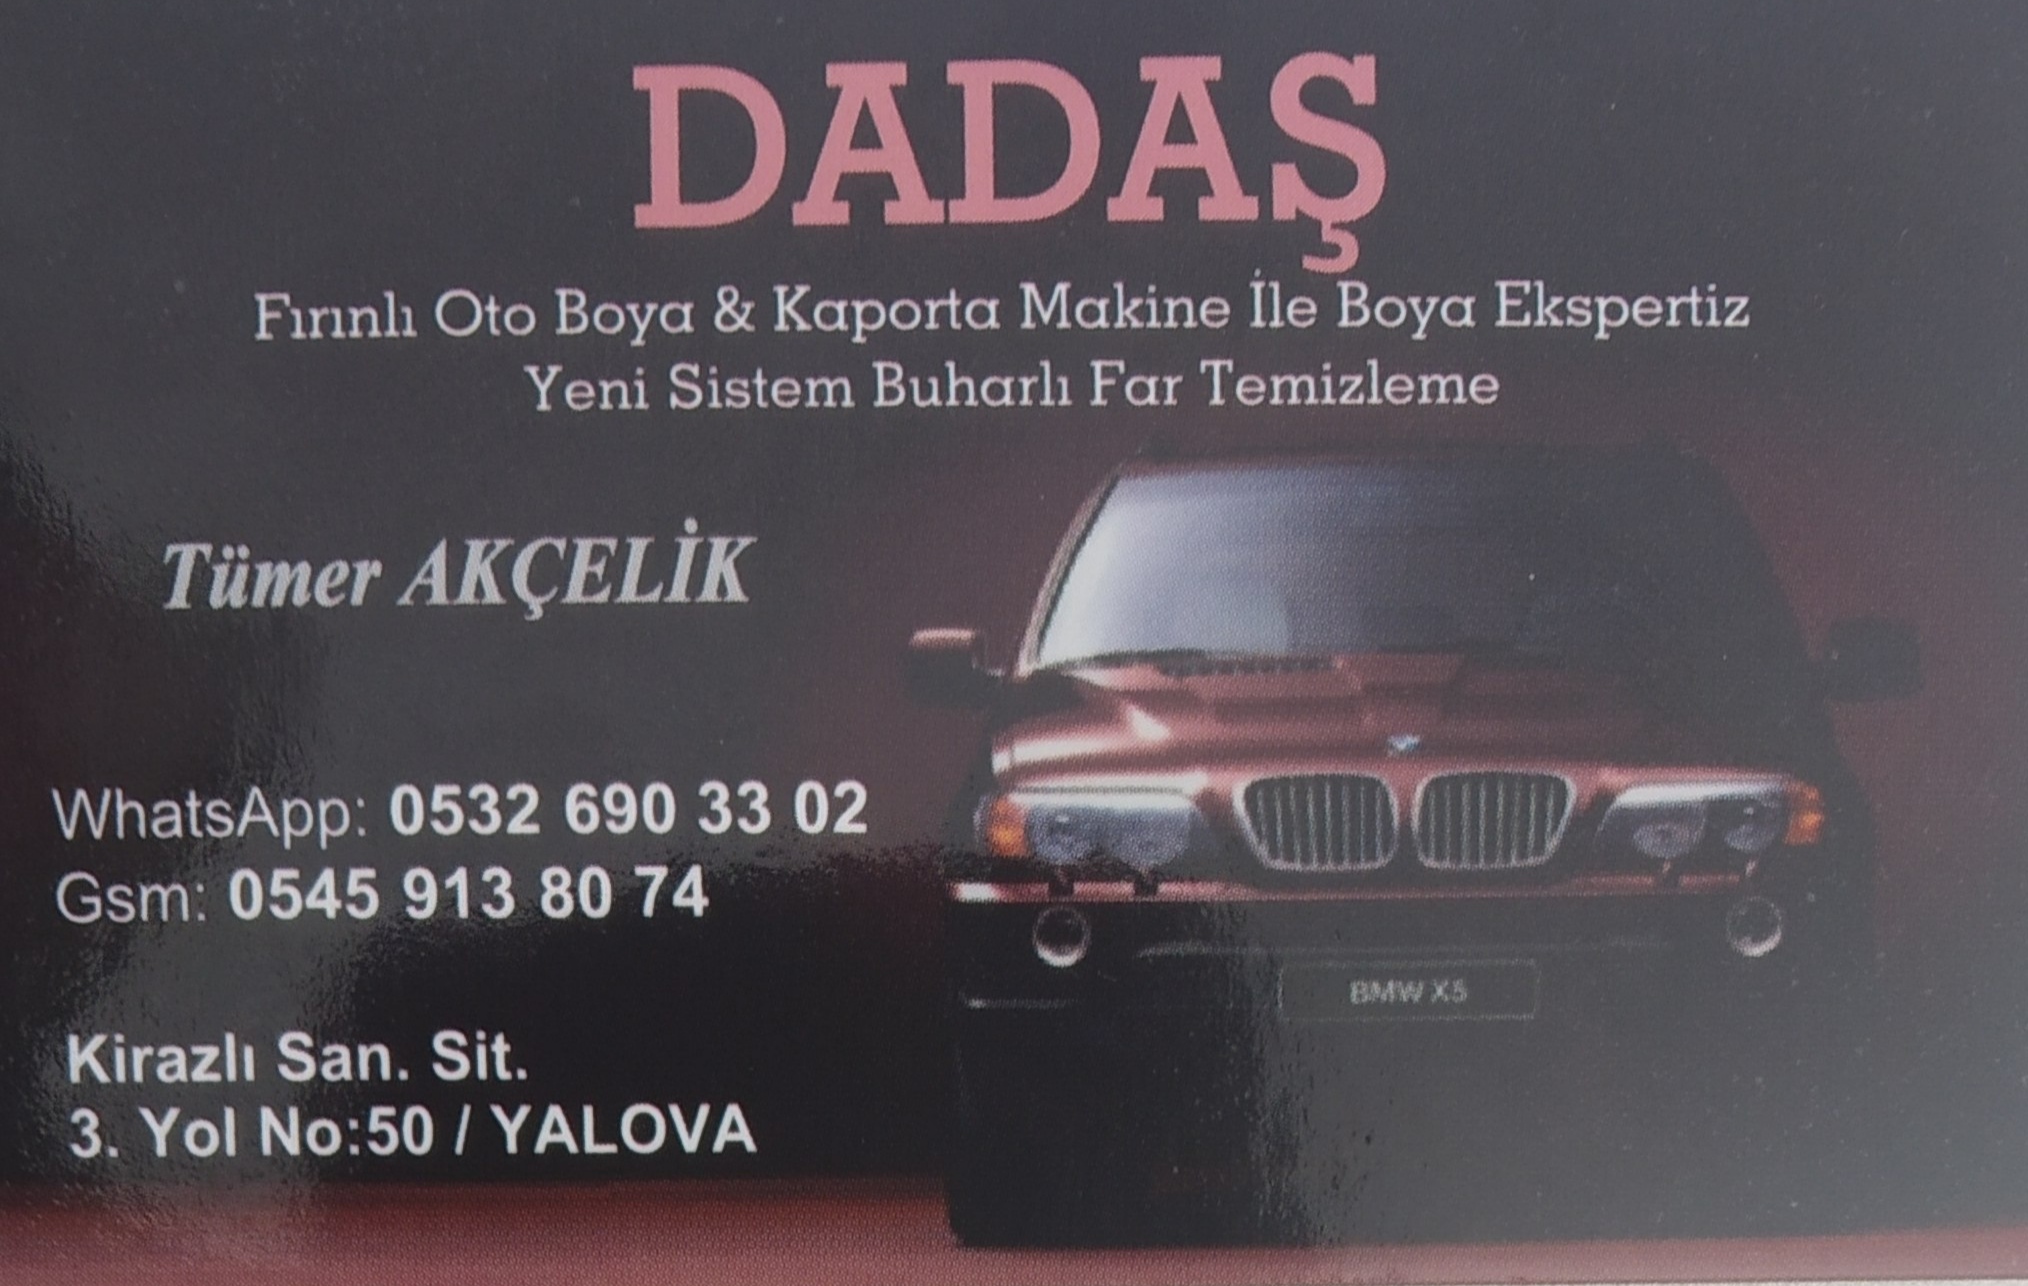 DADAŞ
Fırınlı Oto Boya & Kaporta Makine İle Boya Ekspertiz
Yeni Sistem Buharlı Far Temizleme
Tümer AKÇELİK
WhatsApp: 0532 690 33 02
Gsm: 0545 913 80 74
BMW X5
Kirazlı San. Sit.
3. Yol No:50 / YALOVA